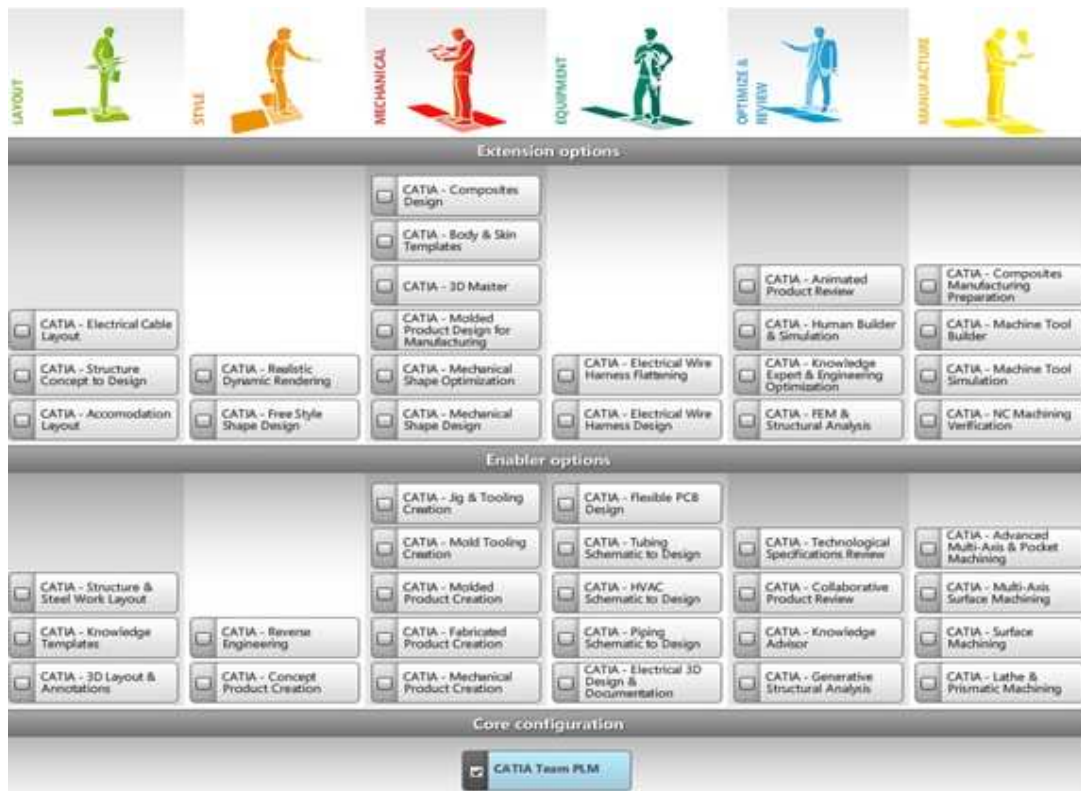 LAYOUT
STYLE
MECHANICAL
EQUIPMENT
OPTIMIZE &
REVIEW
MANUFACTURE
Extension options
CATIA - Composites
Design
CATIA - Body & Skin
Templates
CATIA - 3D Master
CATIA - Animated
Product Review
CATIA - Composites
Manufacturing
Preparation
CATIA - Electrical Cable
Layout
CATIA - Molded
Product Design for
Manufacturing
CATIA - Human Builder
& Simulation
CATIA - Machine Tool
Builder
CATIA - Structure
Concept to Design
CATIA - Realistic
Dynamic Rendering
CATIA - Mechanical
Shape Optimization
CATIA - Electrical Wire
Harness Flattening
CATIA - Knowledge
Expert & Engineering
Optimization
CATIA - Machine Tool
Simulation
CATIA - Accomodation
Layout
CATIA - Free Style
Shape Design
CATIA - Mechanical
Shape Design
CATIA - Electrical Wire
Harness Design
CATIA - FEM &
Structural Analysis
CATIA - NC Machining
Verification
Enabler options
CATIA - Jig & Tooling
Creation
CATIA - Flexible PCB
Design
CATIA - Mold Tooling
Creation
CATIA - Tubing
Schematic to Design
CATIA - Technological
Specifications Review
CATIA - Advanced
Multi-Axis & Pocket
Machining
CATIA - Structure &
Steel Work Layout
CATIA - Molded
Product Creation
CATIA - HVAC
Schematic to Design
CATIA - Collaborative
Product Review
CATIA - Multi-Axis
Surface Machining
CATIA - Knowledge
Templates
CATIA - Reverse
Engineering
CATIA - Fabricated
Product Creation
CATIA - Piping
Schematic to Design
CATIA - Knowledge
Advisor
CATIA - Surface
Machining
CATIA - 3D Layout &
Annotations
CATIA - Concept
Product Creation
CATIA - Mechanical
Product Creation
CATIA - Electrical 3D
Design &
Documentation
CATIA - Generative
Structural Analysis
CATIA - Lathe &
Prismatic Machining
Core configuration
CATIA Team PLM